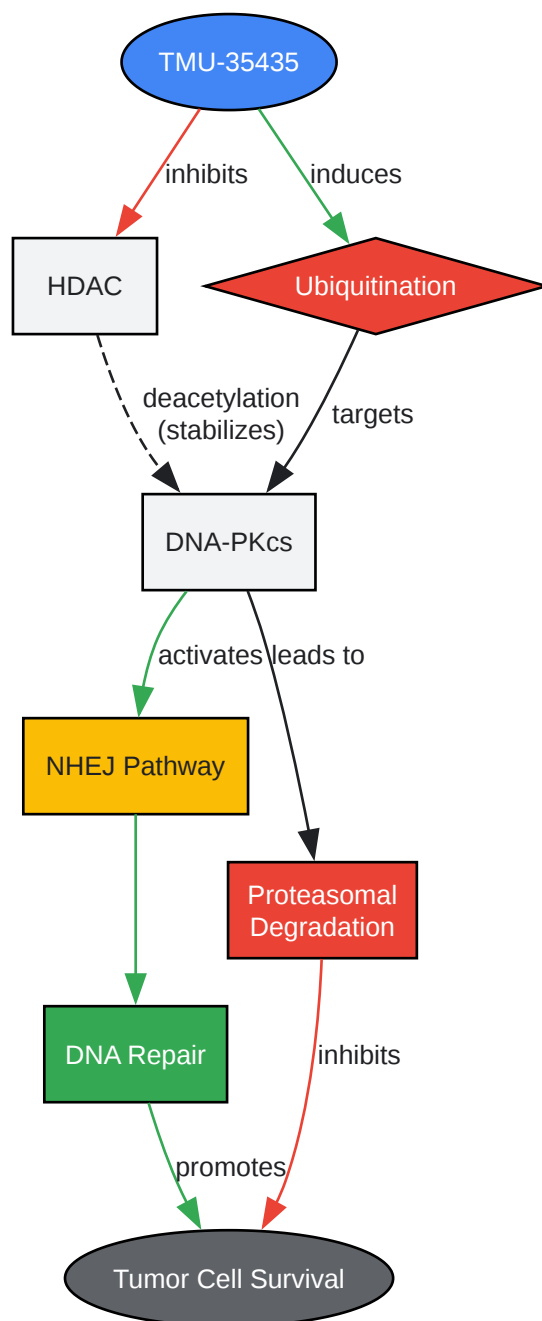 TMU-35435
inhibits
induces
HDAC
Ubiquitination
deacetylation
(stabilizes)
targets
DNA-PKcs
activates
leads to
NHEJ Pathway
Proteasomal
Degradation
DNA Repair
inhibits
promotes
Tumor Cell Survival